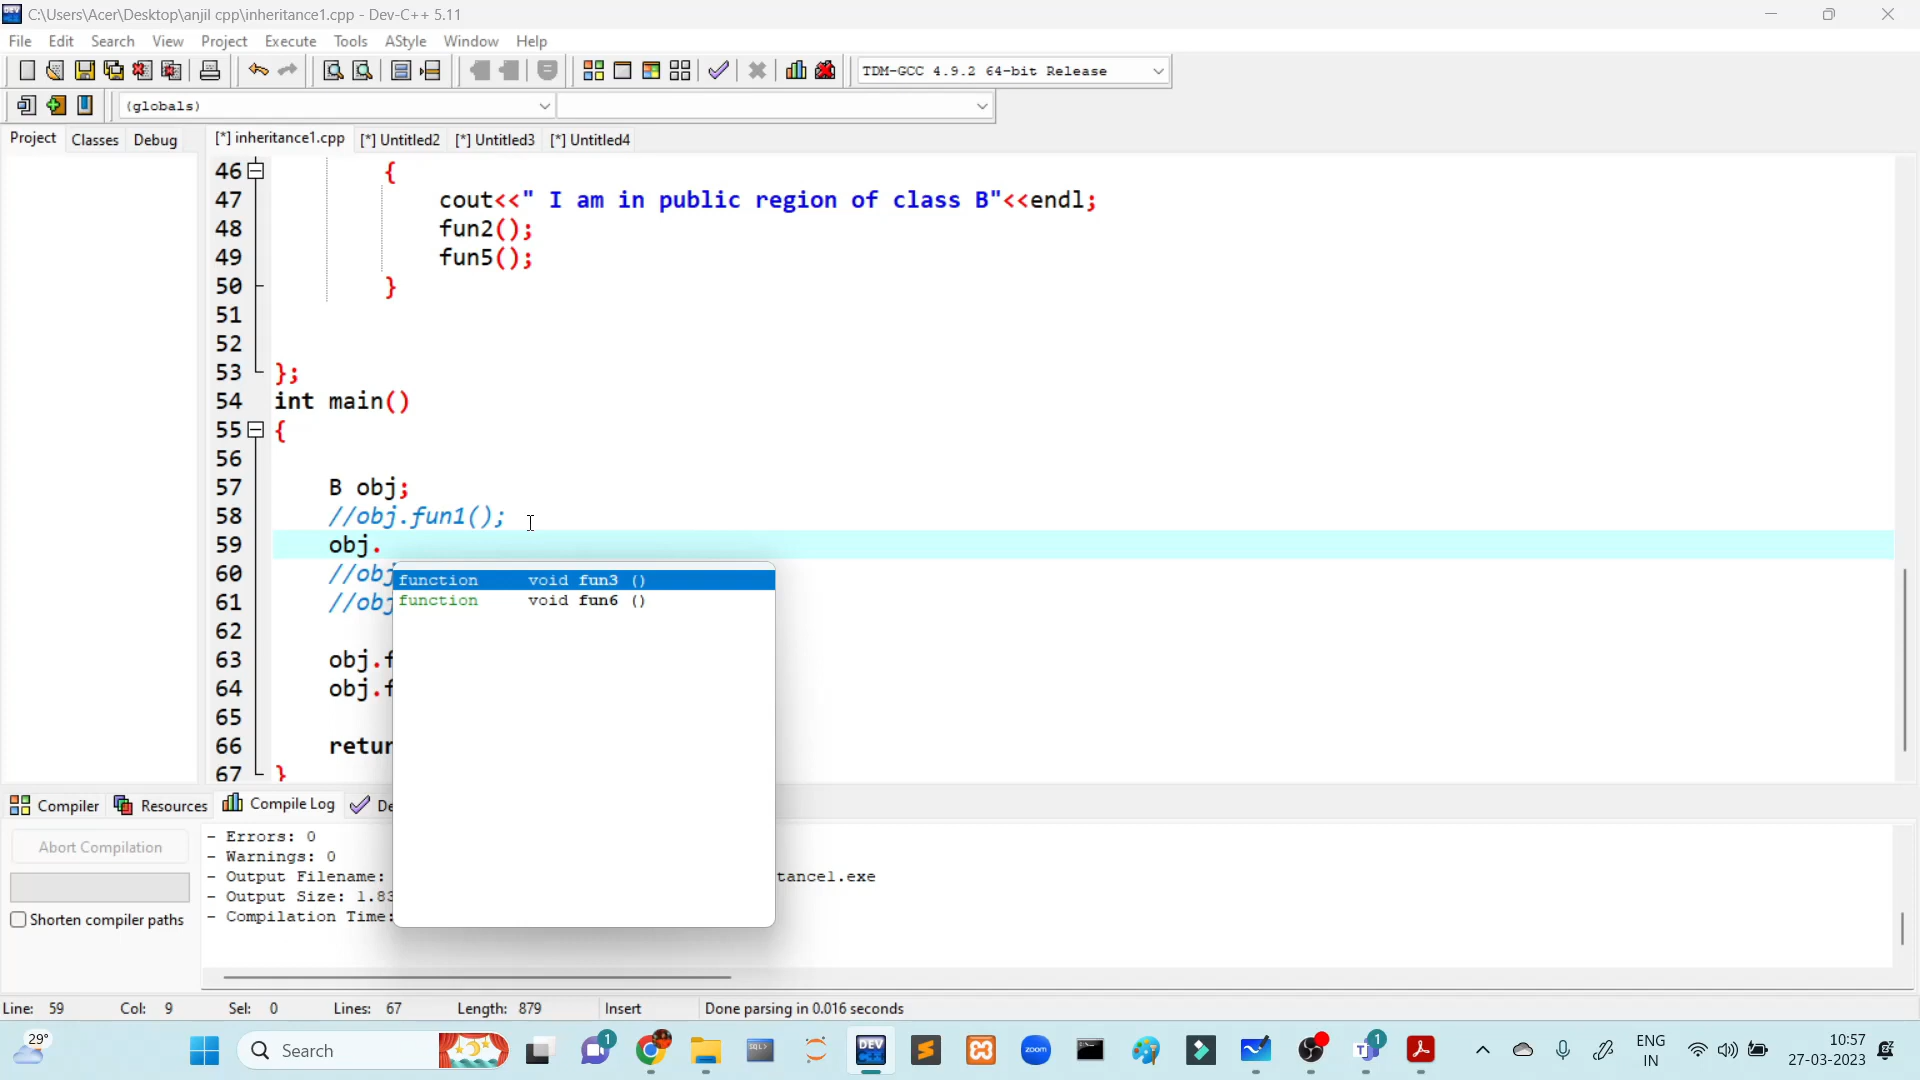 C:\Users\Acer\Desktop\anjil cpp\inheritance1.cpp - Dev-C++ 5.11
File Edit Search View Project Execute Tools AStyle Window Help
TDM-GCC 4.9.2 64-bit Release
(globals)
Project Classes Debug [*] inheritance1.cpp [*] Untitled2 [*] Untitled3 [*] Untitled4
46 {
47 cout<<" I am in public region of class B"<<endl;
48 fun2();
49 fun5();
50 }
51
52
53 };
54 int main()
55 {
56
57 B obj;
58 //obj.fun1();
59 obj.
60 //obj
function void fun3 ()
61 //obj
function void fun6 ()
62
63 obj.f
64 obj.f
65
66 retur
67 }
Compiler Resources Compile Log De
Abort Compilation
Shorten compiler paths
- Errors: 0
- Warnings: 0
- Output Filename: tance1.exe
- Output Size: 1.83
- Compilation Time:
Line: 59 Col: 9 Sel: 0 Lines: 67 Length: 879 Insert Done parsing in 0.016 seconds
29°
Search
1
SQL>
DEV C++
zoom
1
ENG
IN
10:57
27-03-2023